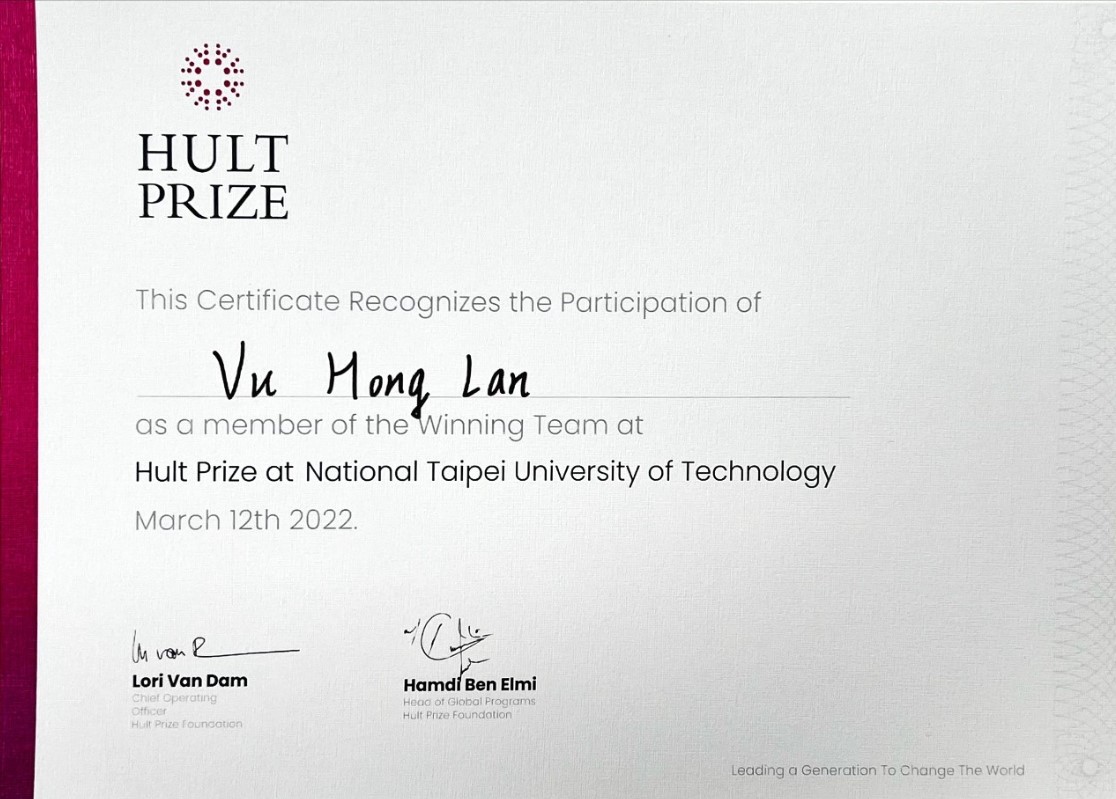 HULT
PRIZE
This Certificate Recognizes the Participation of
Vu Hong Lan
as a member of the Winning Team at
Hult Prize at National Taipei University of Technology
March 12th 2022.
Lori Van Dam
Chief Operating
Officer
Hult Prize Foundation
Hamdi Ben Elmi
Head of Global Programs
Hult Prize Foundation
Leading a Generation To Change The World